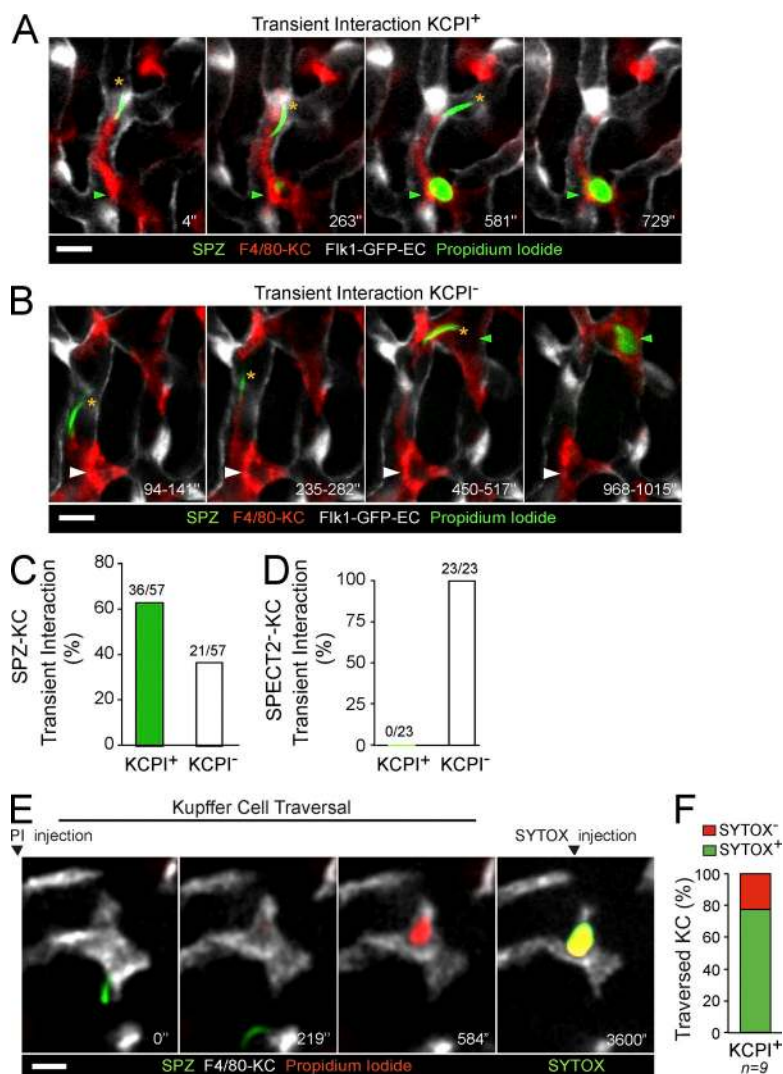 A
Transient Interaction KCPI+
4"
263"
581"
729"
SPZ F4/80-KC Flk1-GFP-EC Propidium Iodide
B
Transient Interaction KCPI-
94-141"
235-282"
450-517"
968-1015"
SPZ F4/80-KC Flk1-GFP-EC Propidium Iodide
C
SPZ-KC
Transient Interaction
(%)
80
60
40
20
0
36/57
21/57
KCPI+ KCPI-
D
SPECT2--KC
Transient Interaction
(%)
100
75
50
25
0
0/23
23/23
KCPI+ KCPI-
E
Kupffer Cell Traversal
PI injection
SYTOX injection
0"
219"
584"
3600"
SPZ F4/80-KC Propidium Iodide SYTOX
F
SYTOX-
SYTOX+
Traversed KC (%)
100
80
60
40
20
0
KCPI+
n=9